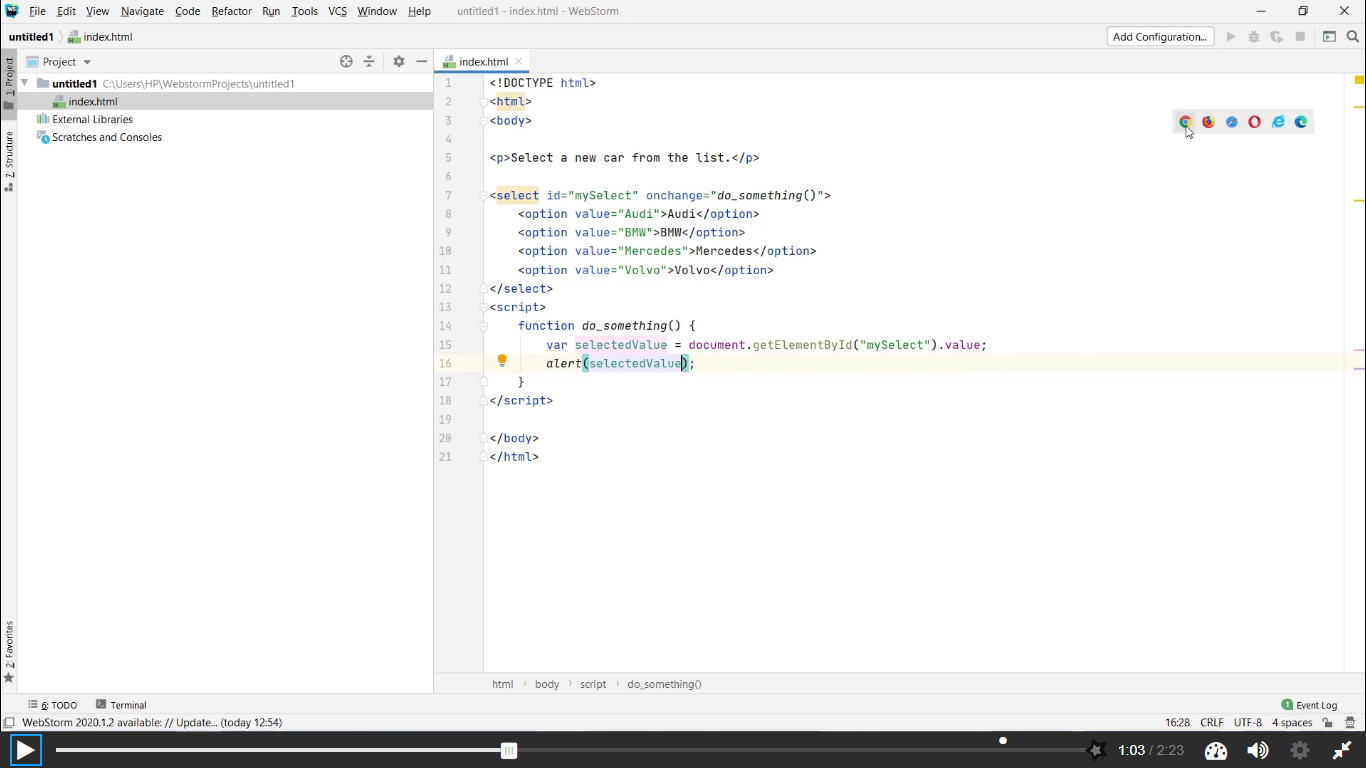 WS File Edit View Navigate Code Refactor Run Tools VCS Window Help untitled1 - index.html - WebStorm
untitled1 index.html Add Configuration...
Project index.html
1: Project
untitled1 C:\Users\HP\WebstormProjects\untitled1
index.html
External Libraries
Scratches and Consoles
Z: Structure
2: Favorites
1 <!DOCTYPE html>
2 <html>
3 <body>
4
5 <p>Select a new car from the list.</p>
6
7 <select id="mySelect" onchange="do_something()">
8 <option value="Audi">Audi</option>
9 <option value="BMW">BMW</option>
10 <option value="Mercedes">Mercedes</option>
11 <option value="Volvo">Volvo</option>
12 </select>
13 <script>
14 function do_something() {
15 var selectedValue = document.getElementById("mySelect").value;
16 alert(selectedValue);
17 }
18 </script>
19
20 </body>
21 </html>
html body script do_something()
6: TODO Terminal 1 Event Log
WebStorm 2020.1.2 available: // Update... (today 12:54) 16:28 CRLF UTF-8 4 spaces
1:03 / 2:23